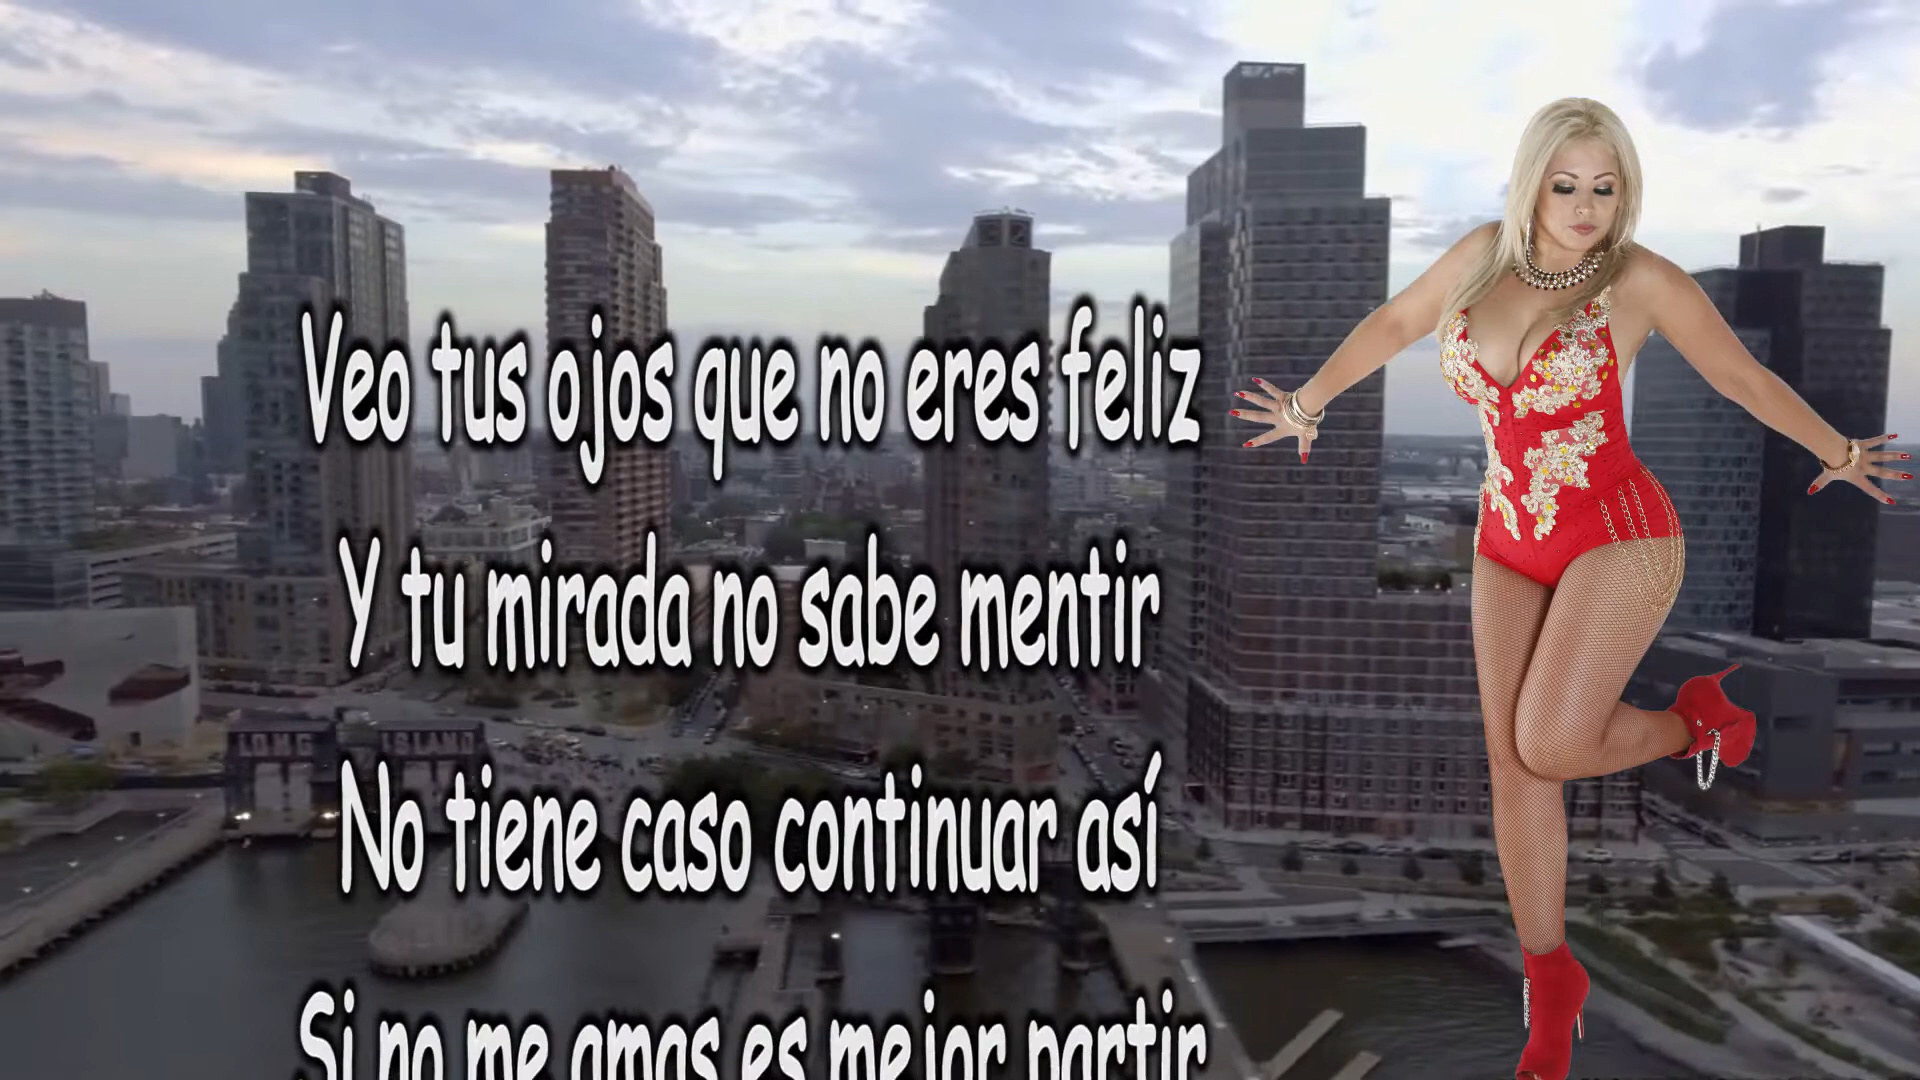 Veo tus ojos que no eres feliz
Y tu mirada no sabe mentir
No tiene caso continuar así
Si no me amas es mejor partir
LONG ISLAND